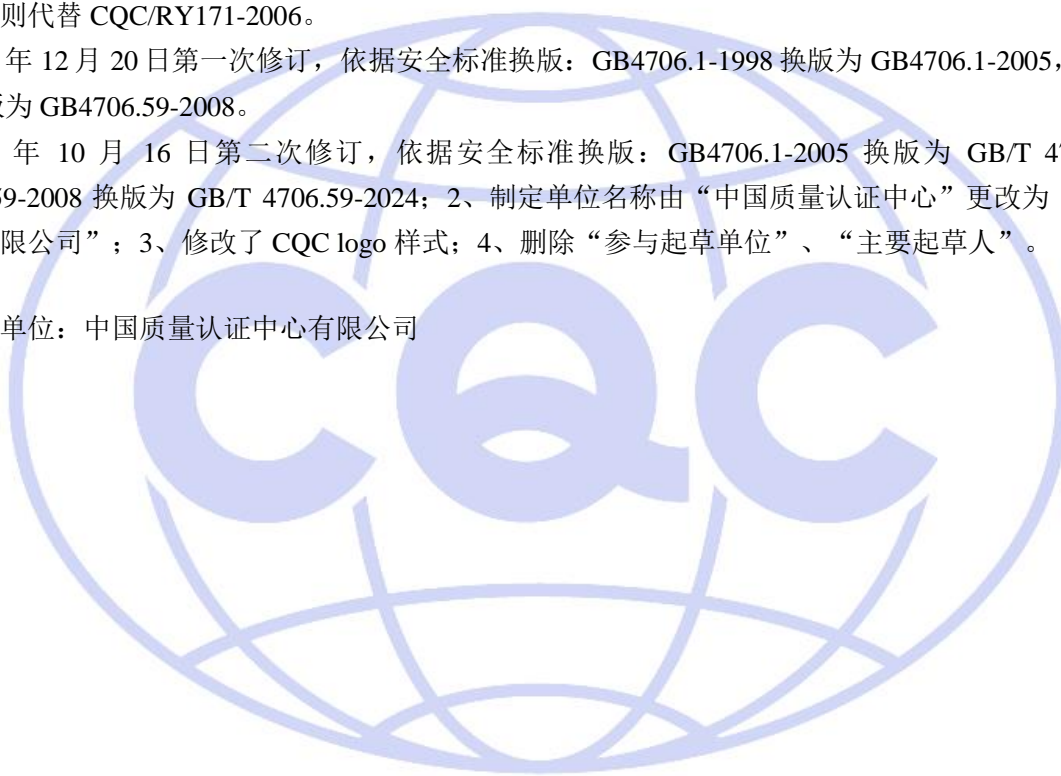 则代替 CQC/RY171-2006。
年 12 月 20 日第一次修订，依据安全标准换版：GB4706.1-1998 换版为 GB4706.1-2005，
为 GB4706.59-2008。
年 10 月 16 日第二次修订，依据安全标准换版：GB4706.1-2005 换版为 GB/T
9-2008 换版为 GB/T 4706.59-2024；2、制定单位名称由“中国质量认证中心”更改为
限公司”；3、修改了 CQC logo 样式；4、删除“参与起草单位”、“主要起草人”。
单位：中国质量认证中心有限公司
CQC